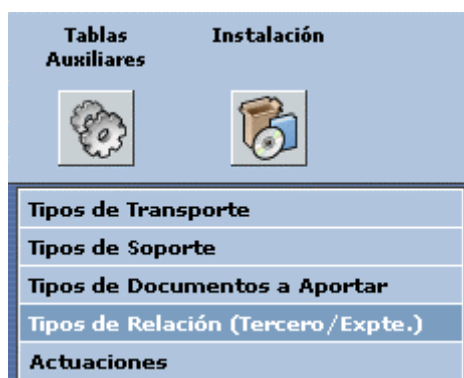 Tablas
Auxiliares
Instalación
Tipos de Transporte
Tipos de Soporte
Tipos de Documentos a Aportar
Tipos de Relación (Tercero/Expte.)
Actuaciones